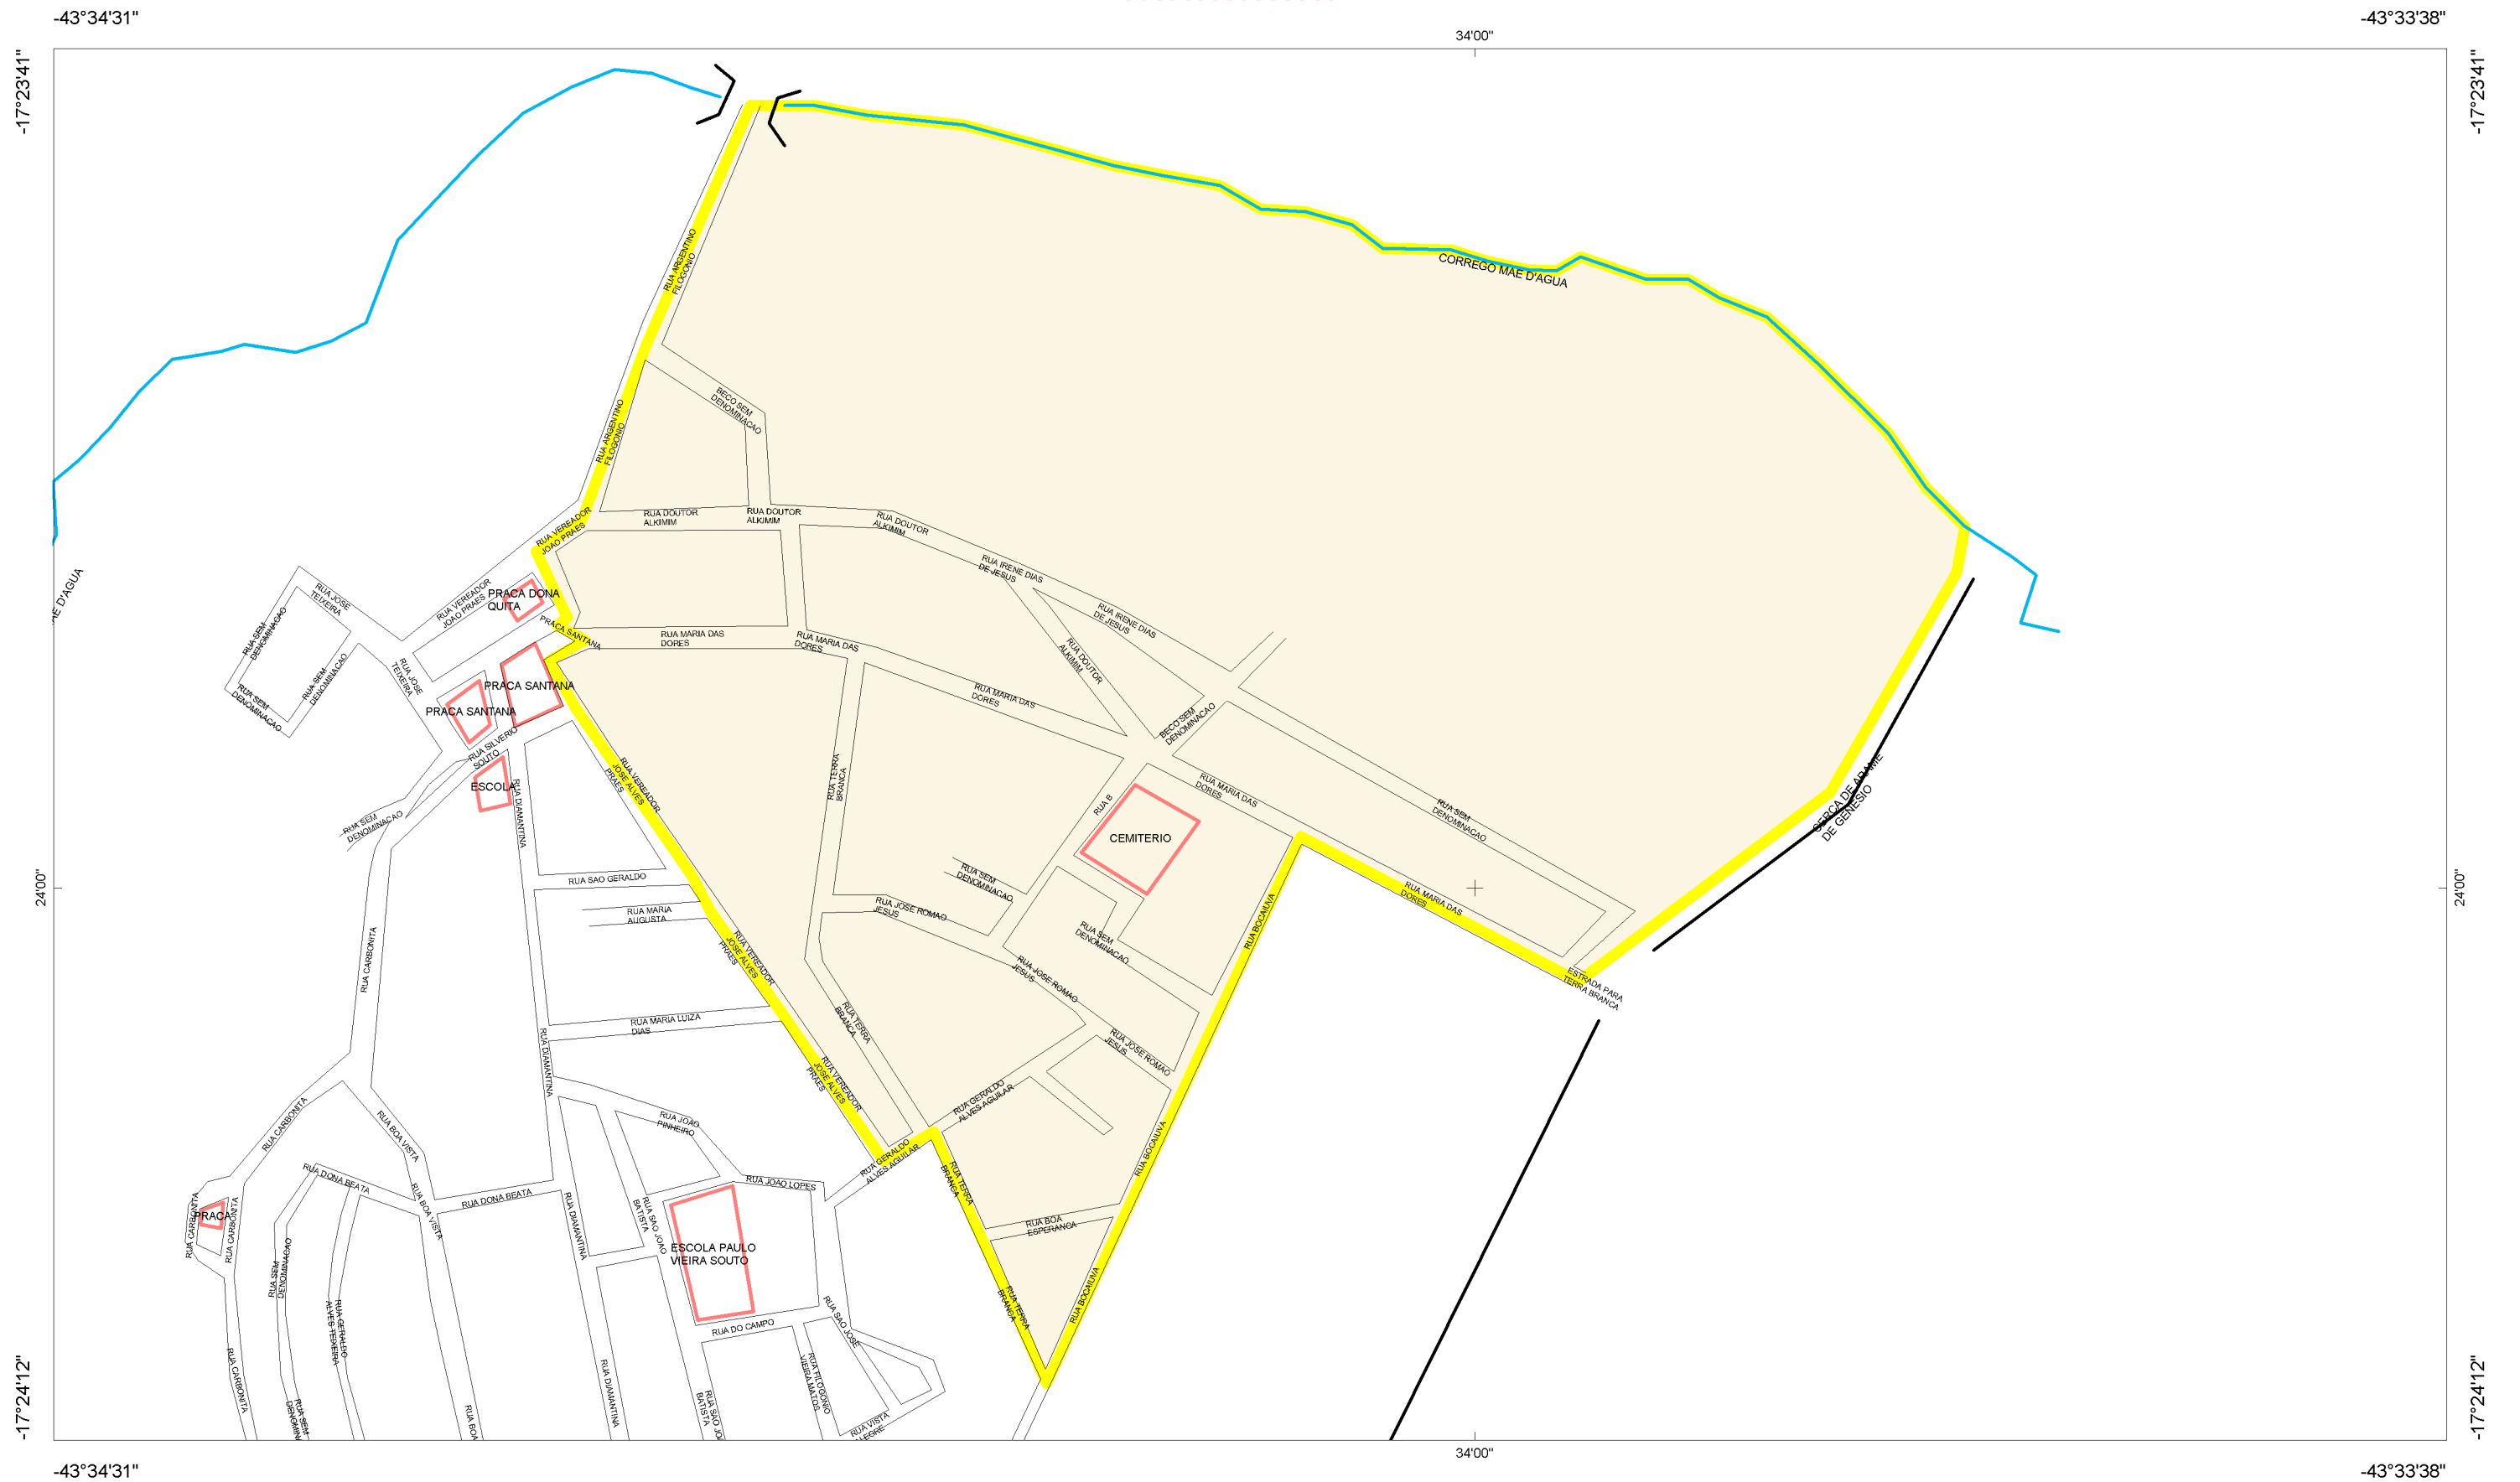 -43°34'31"
-43°33'38"
34'00"
-17°23'41"
-17°23'41"
RUA ARGENTINO
FILOGONIO
CORREGO MAE D'AGUA
BECO SEM
DENOMINACAO
RUA ARGENTINO
FILOGONIO
RUA VEREADOR
JOAO PRAES
RUA DOUTOR
ALKIMIM
RUA DOUTOR
ALKIMIM
RUA DOUTOR
ALKIMIM
RUA IRENE DIAS
DE JESUS
RUA IRENE DIAS
DE JESUS
AE D'AGUA
RUA JOSE
TEIXEIRA
RUA VEREADOR
JOAO PRAES
PRACA DONA
QUITA
RUA SEM
DENOMINACAO
PRACA SANTANA
RUA MARIA DAS
DORES
RUA MARIA DAS
DORES
RUA DOUTOR
ALKIMIM
RUA SEM
DENOMINACAO
RUA SEM
DENOMINACAO
RUA JOSE
TEIXEIRA
PRACA SANTANA
PRACA SANTANA
RUA MARIA DAS
DORES
BECO SEM
DENOMINACAO
RUA SILVERIO
SOUTO
ESCOLA
RUA SEM
DENOMINACAO
RUA DIAMANTINA
RUA VEREADOR
JOSE ALVES
PRAES
RUA TERRA
BRANCA
RUA B
CEMITERIO
RUA MARIA DAS
DORES
RUA SEM
DENOMINACAO
CERCA DE ARAME
DE GENESIO
24'00"
24'00"
RUA SAO GERALDO
RUA MARIA
AUGUSTA
RUA SEM
DENOMINACAO
RUA JOSE ROMAO
JESUS
RUA MARIA DAS
DORES
RUA BOCAIUVA
RUA CARBONITA
RUA VEREADOR
JOSE ALVES
PRAES
RUA SEM
DENOMINACAO
RUA JOSE ROMAO
JESUS
ESTRADA PARA
TERRA BRANCA
RUA MARIA LUIZA
DIAS
RUA TERRA
BRANCA
RUA JOSE ROMAO
JESUS
RUA DIAMANTINA
RUA VEREADOR
JOSE ALVES
PRAES
RUA GERALDO
ALVES AGUILAR
RUA CARBONITA
RUA BOA VISTA
RUA JOAO
PINHEIRO
RUA GERALDO
ALVES AGUILAR
RUA TERRA
BRANCA
RUA BOCAIUVA
RUA DONA BEATA
RUA DONA BEATA
RUA JOAO LOPES
RUA CARBONITA
PRACA
RUA CARBONITA
RUA BOA VISTA
RUA DIAMANTINA
RUA SAO JOAO
BATISTA
ESCOLA PAULO
VIEIRA SOUTO
RUA BOA
ESPERANCA
RUA SEM
DENOMINACAO
RUA GERALDO
ALVES TEIXEIRA
RUA TERRA
BRANCA
RUA BOCAIUVA
RUA DO CAMPO
RUA SAO JOSE
RUA CARBONITA
RUA DIAMANTINA
RUA FILOGONIO
VIEIRA MATOS
RUA SEM
DENOMINA
RUA BOA
RUA SAO JOA
BATISTA
RUA VISTA
ALEGRE
-17°24'12"
-17°24'12"
34'00"
-43°34'31"
-43°33'38"